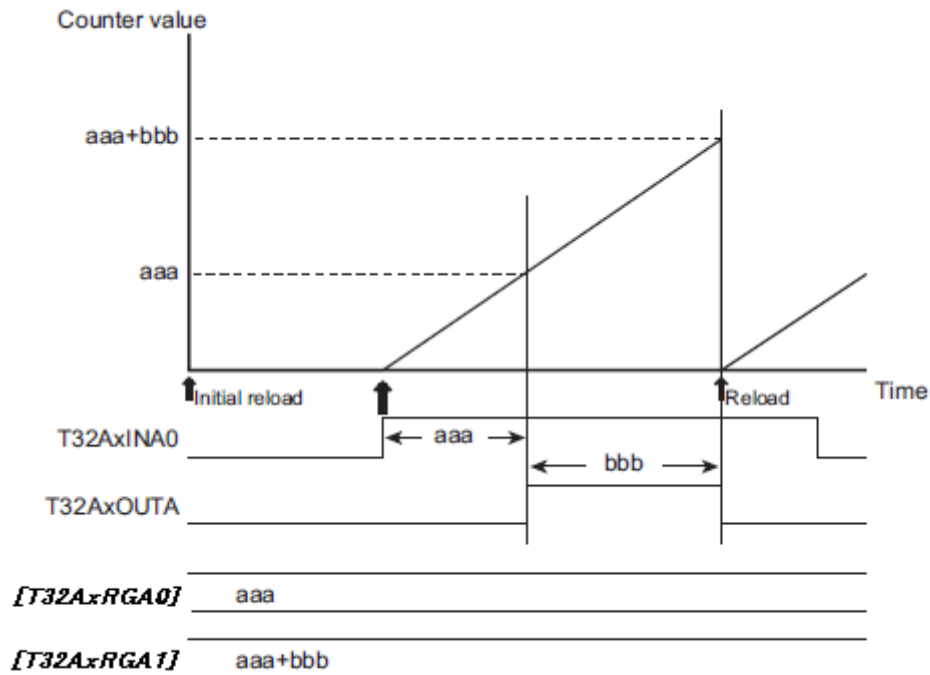 Counter value
aaa+bbb
aaa
Initial reload
Reload
Time
T32AxINA0
aaa
bbb
T32AxOUTA
[T32AxRGA0] aaa
[T32AxRGA1] aaa+bbb